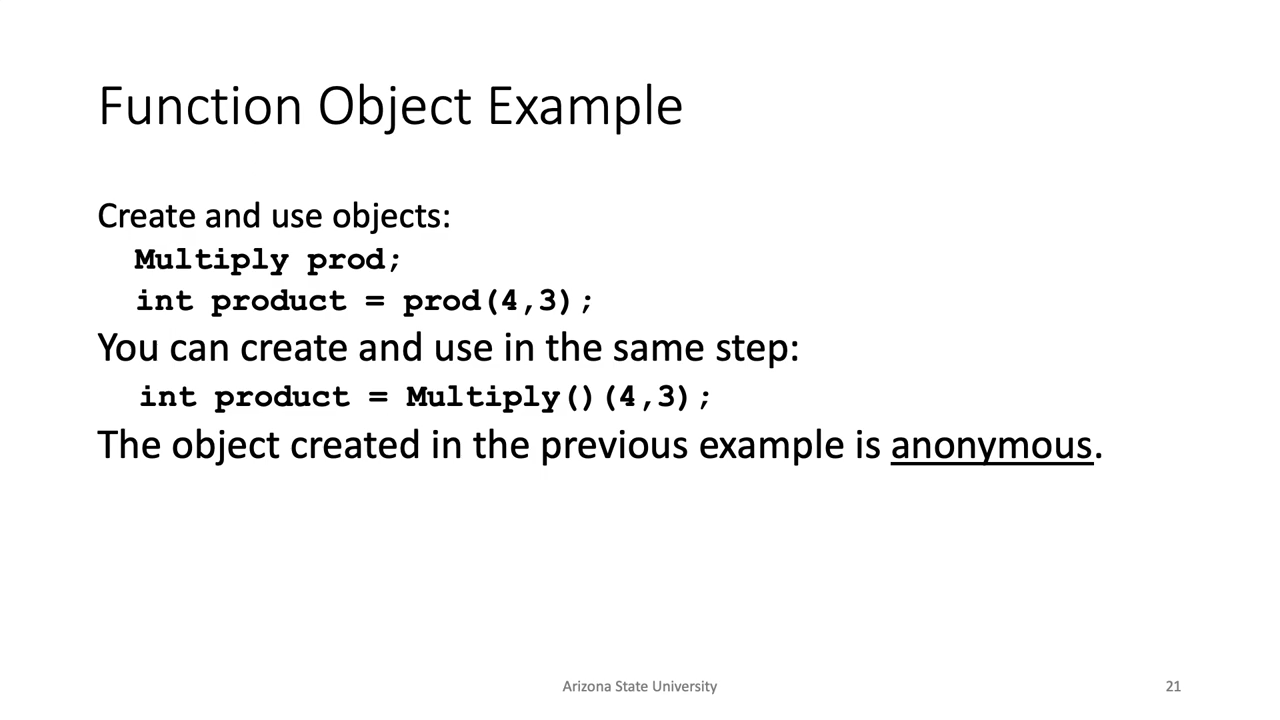 Function Object Example
Create and use objects:
Multiply prod;
int product = prod(4,3);
You can create and use in the same step:
int product = Multiply()(4,3);
The object created in the previous example is anonymous.
Arizona State University
21